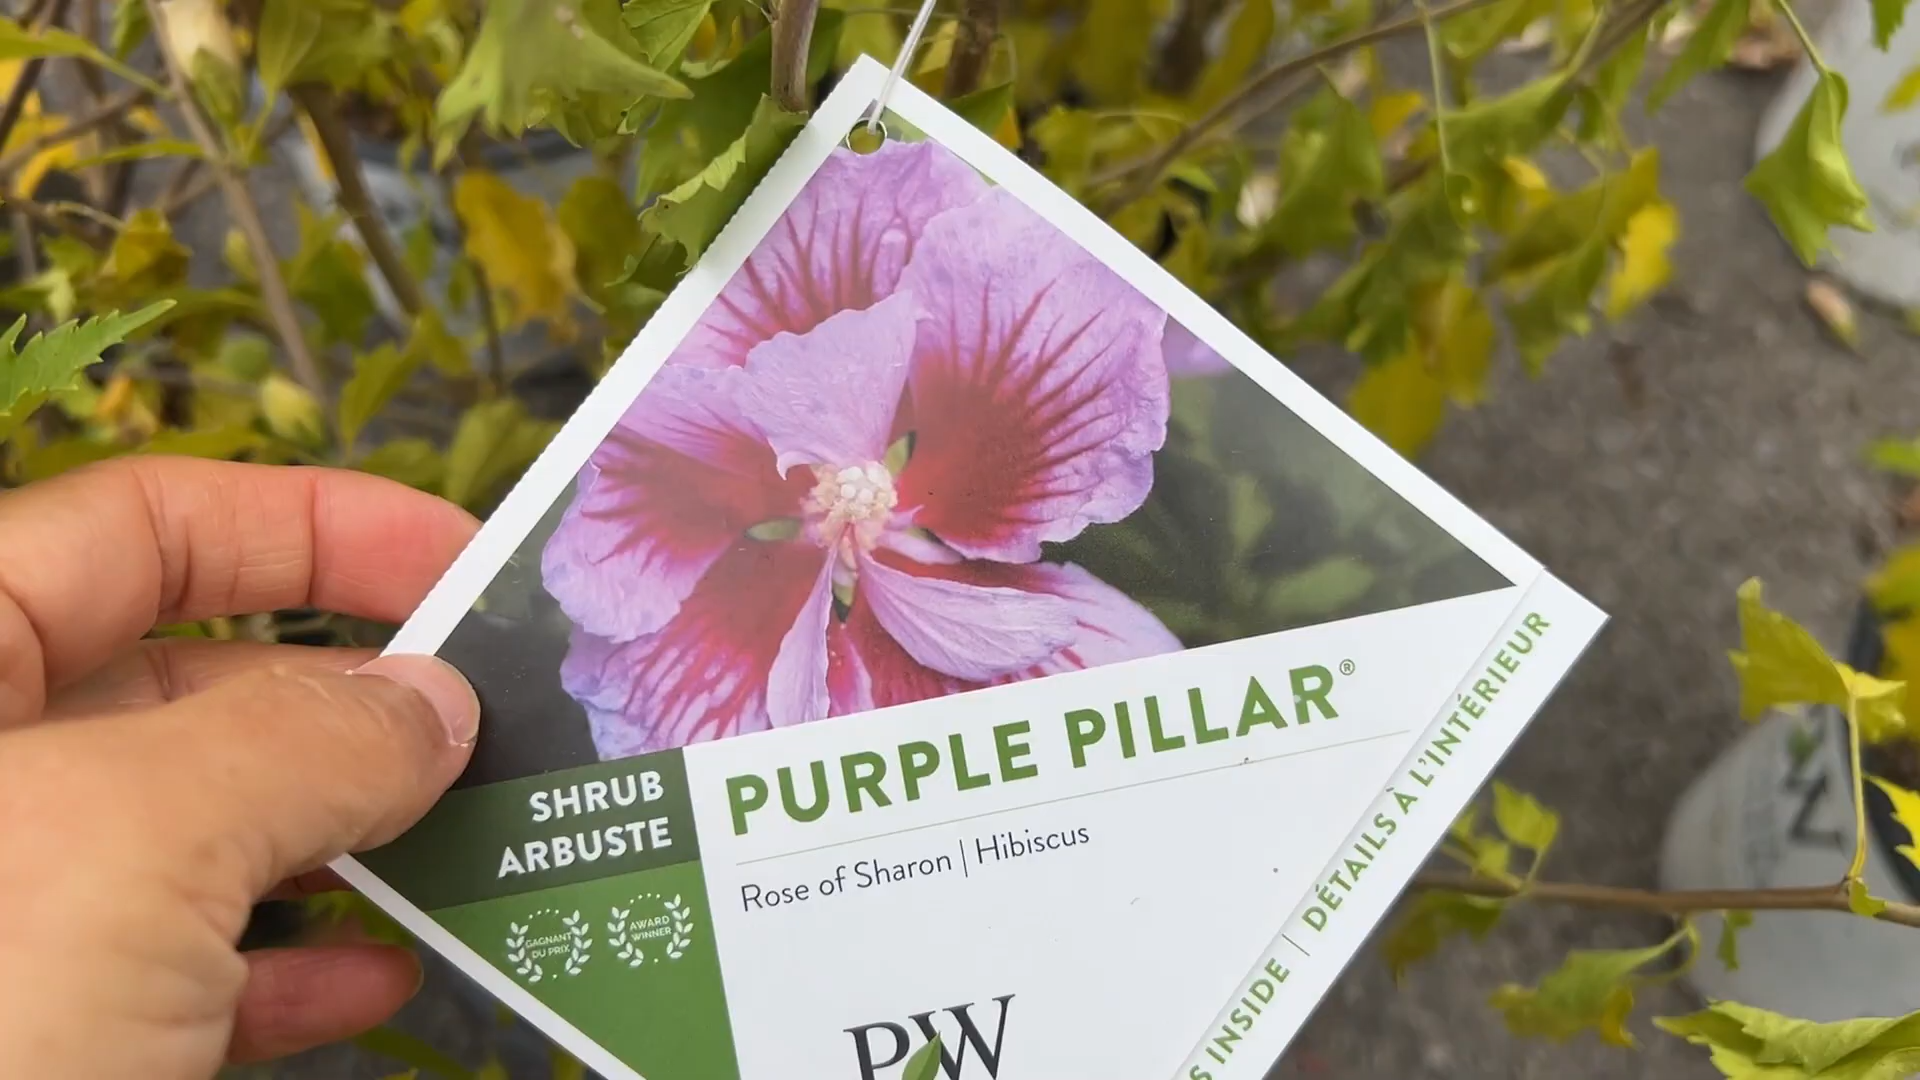 PURPLE PILLAR®
SHRUB
ARBUSTE
Rose of Sharon | Hibiscus
GAGNANT
DU PRIX
AWARD
WINNER
PW
INSIDE | DÉTAILS À L'INTÉRIEUR